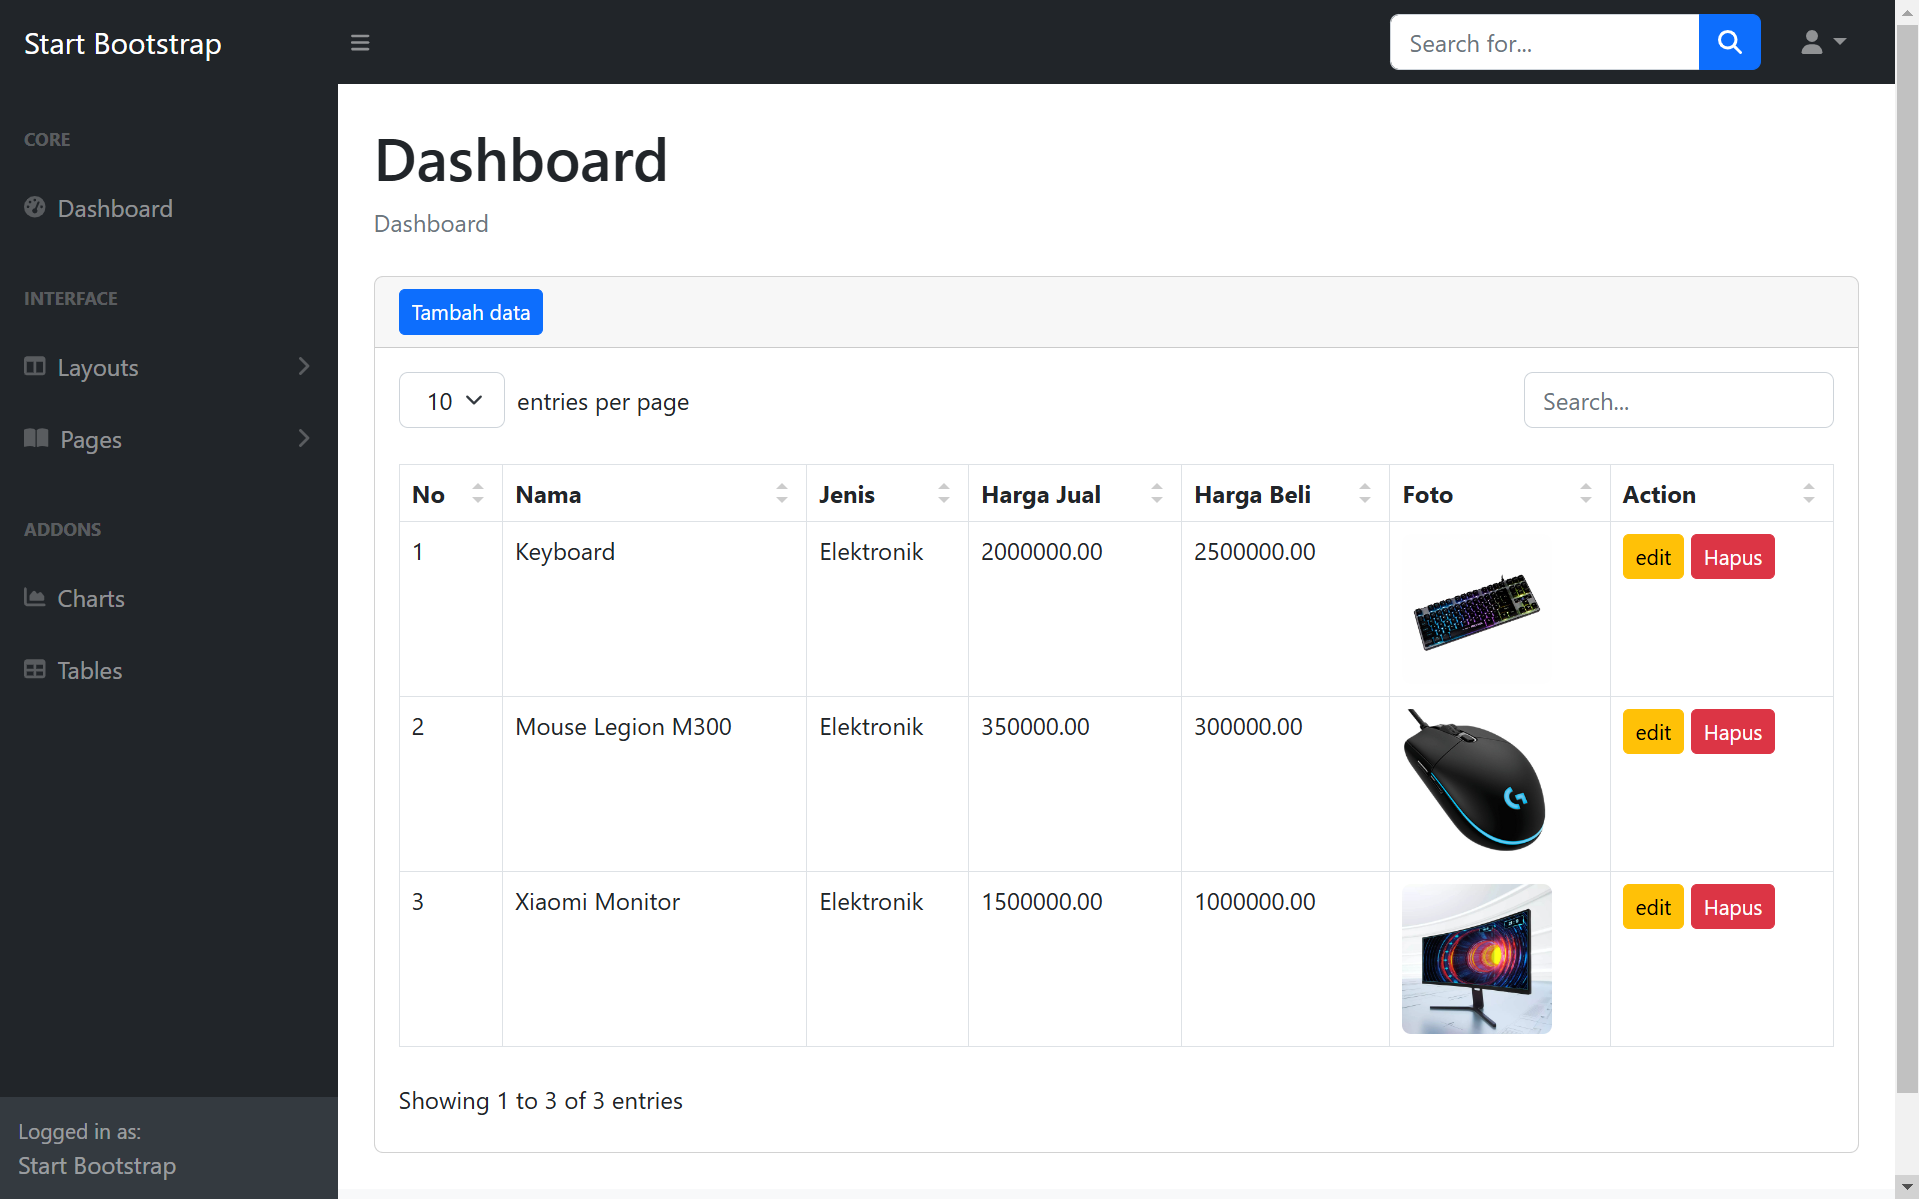 Start Bootstrap
Search for...
CORE
Dashboard
INTERFACE
Layouts
Pages
ADDONS
Charts
Tables
Logged in as:
Start Bootstrap
Dashboard
Dashboard
Tambah data
10 entries per page
Search...
No Nama Jenis Harga Jual Harga Beli Foto Action
1 Keyboard Elektronik 2000000.00 2500000.00 edit Hapus
2 Mouse Legion M300 Elektronik 350000.00 300000.00 edit Hapus
3 Xiaomi Monitor Elektronik 1500000.00 1000000.00 edit Hapus
Showing 1 to 3 of 3 entries